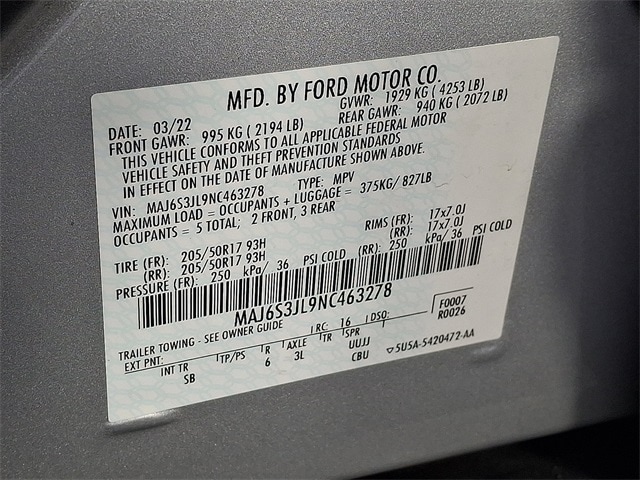 MFD. BY FORD MOTOR CO.
DATE: 03/22 GVWR: 1929 KG ( 4253 LB)
FRONT GAWR: 995 KG ( 2194 LB) REAR GAWR: 940 KG ( 2072 LB)
THIS VEHICLE CONFORMS TO ALL APPLICABLE FEDERAL MOTOR
VEHICLE SAFETY AND THEFT PREVENTION STANDARDS
IN EFFECT ON THE DATE OF MANUFACTURE SHOWN ABOVE.
VIN: MAJ6S3JL9NC463278 TYPE: MPV
MAXIMUM LOAD = OCCUPANTS + LUGGAGE = 375KG/ 827LB
OCCUPANTS = 5 TOTAL; 2 FRONT, 3 REAR
TIRE (FR): 205/50R17 93H RIMS (FR): 17x7.0J
(RR): 205/50R17 93H (RR): 17x7.0J
PRESSURE (FR): 250 kPa/ 36 PSI COLD (RR): 250 kPa/ 36 PSI COLD
MAJ6S3JL9NC463278
TRAILER TOWING - SEE OWNER GUIDE
F0007
R0026
EXT PNT: RC: 16 DSO:
INT TR TP/PS R AXLE TR SPR
SB 6 3L UUJJ
CBU
5U5A-5420472-AA